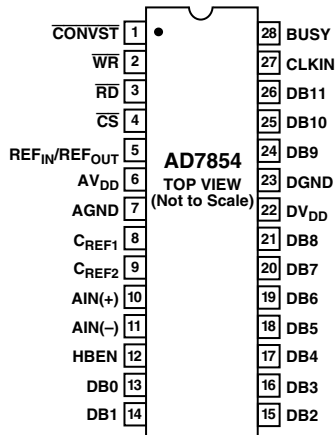 CONVST 1
WR 2
RD 3
CS 4
REFIN/REFOUT 5
AVDD 6
AGND 7
CREF1 8
CREF2 9
AIN(+) 10
AIN(–) 11
HBEN 12
DB0 13
DB1 14
AD7854
TOP VIEW
(Not to Scale)
28 BUSY
27 CLKIN
26 DB11
25 DB10
24 DB9
23 DGND
22 DVDD
21 DB8
20 DB7
19 DB6
18 DB5
17 DB4
16 DB3
15 DB2